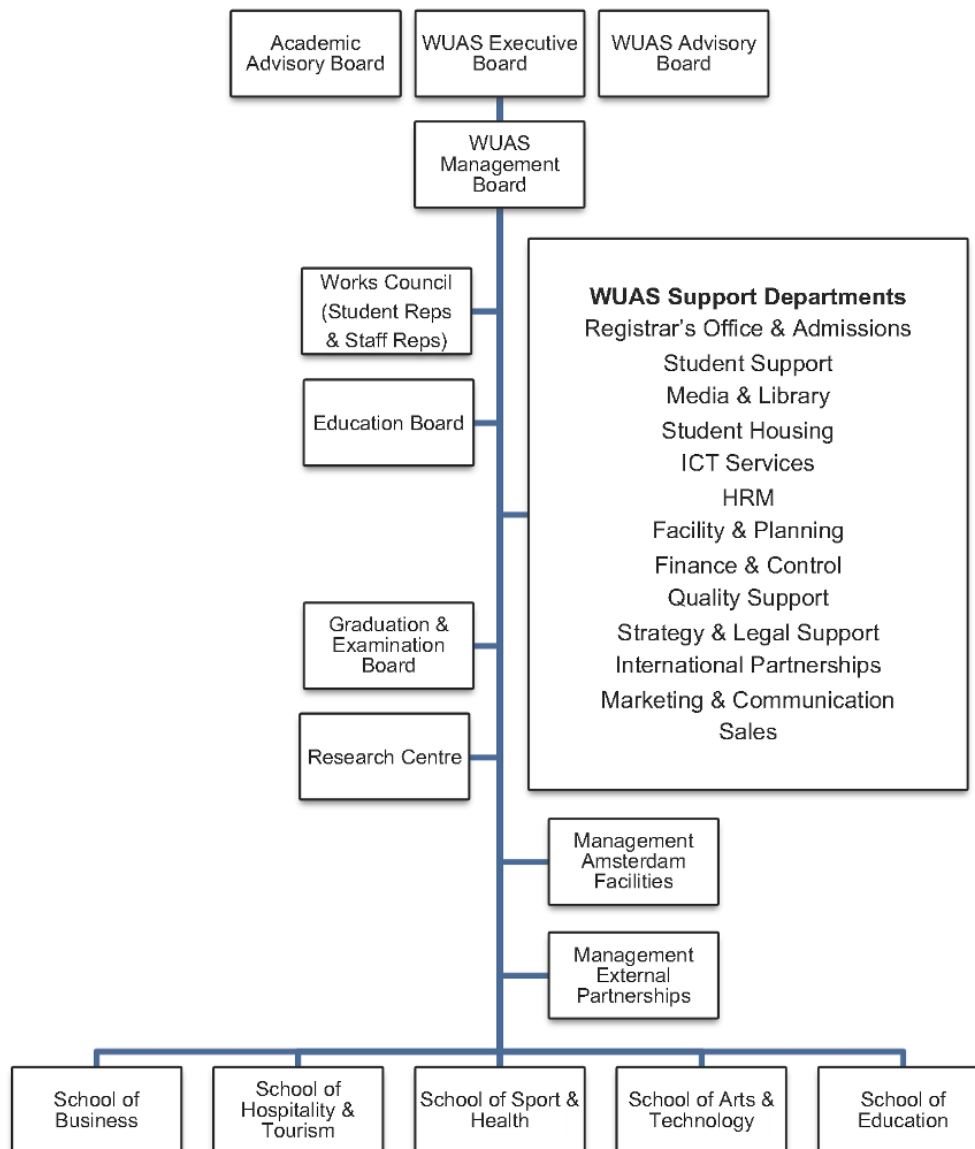 Academic
Advisory Board
WUAS Executive
Board
WUAS Advisory
Board
WUAS
Management
Board
Works Council
(Student Reps
& Staff Reps)
Education Board
WUAS Support Departments
Registrar's Office & Admissions
Student Support
Media & Library
Student Housing
ICT Services
HRM
Facility & Planning
Finance & Control
Quality Support
Strategy & Legal Support
International Partnerships
Marketing & Communication
Sales
Graduation &
Examination
Board
Research Centre
Management
Amsterdam
Facilities
Management
External
Partnerships
School of
Business
School of
Hospitality &
Tourism
School of Sport &
Health
School of Arts &
Technology
School of
Education